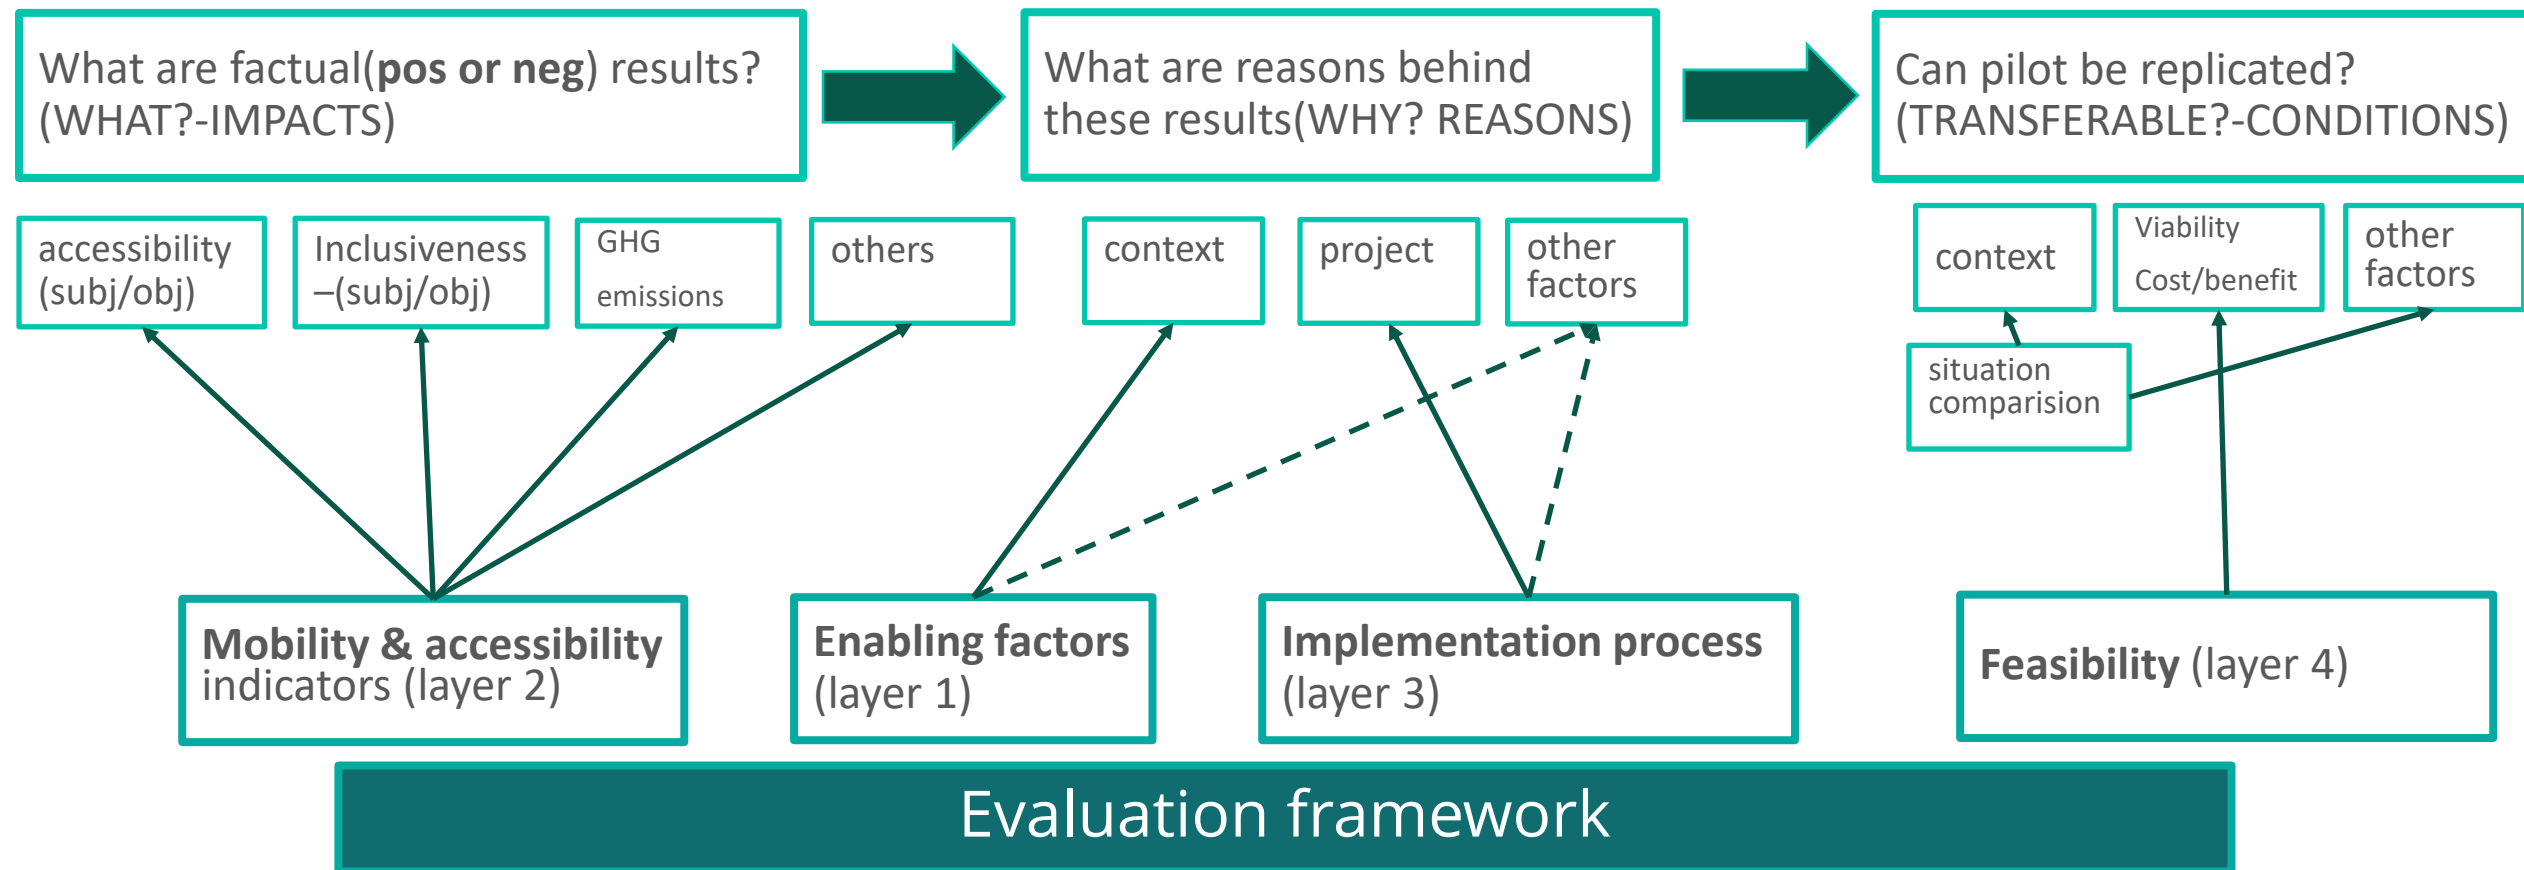 What are factual(pos or neg) results?
(WHAT?-IMPACTS)
What are reasons behind
these results(WHY? REASONS)
Can pilot be replicated?
(TRANSFERABLE?-CONDITIONS)
accessibility
(subj/obj)
Inclusiveness
–(subj/obj)
GHG
emissions
others
context
project
other
factors
context
Viability
Cost/benefit
other
factors
situation
comparision
Mobility & accessibility
indicators (layer 2)
Enabling factors
(layer 1)
Implementation process
(layer 3)
Feasibility (layer 4)
Evaluation framework